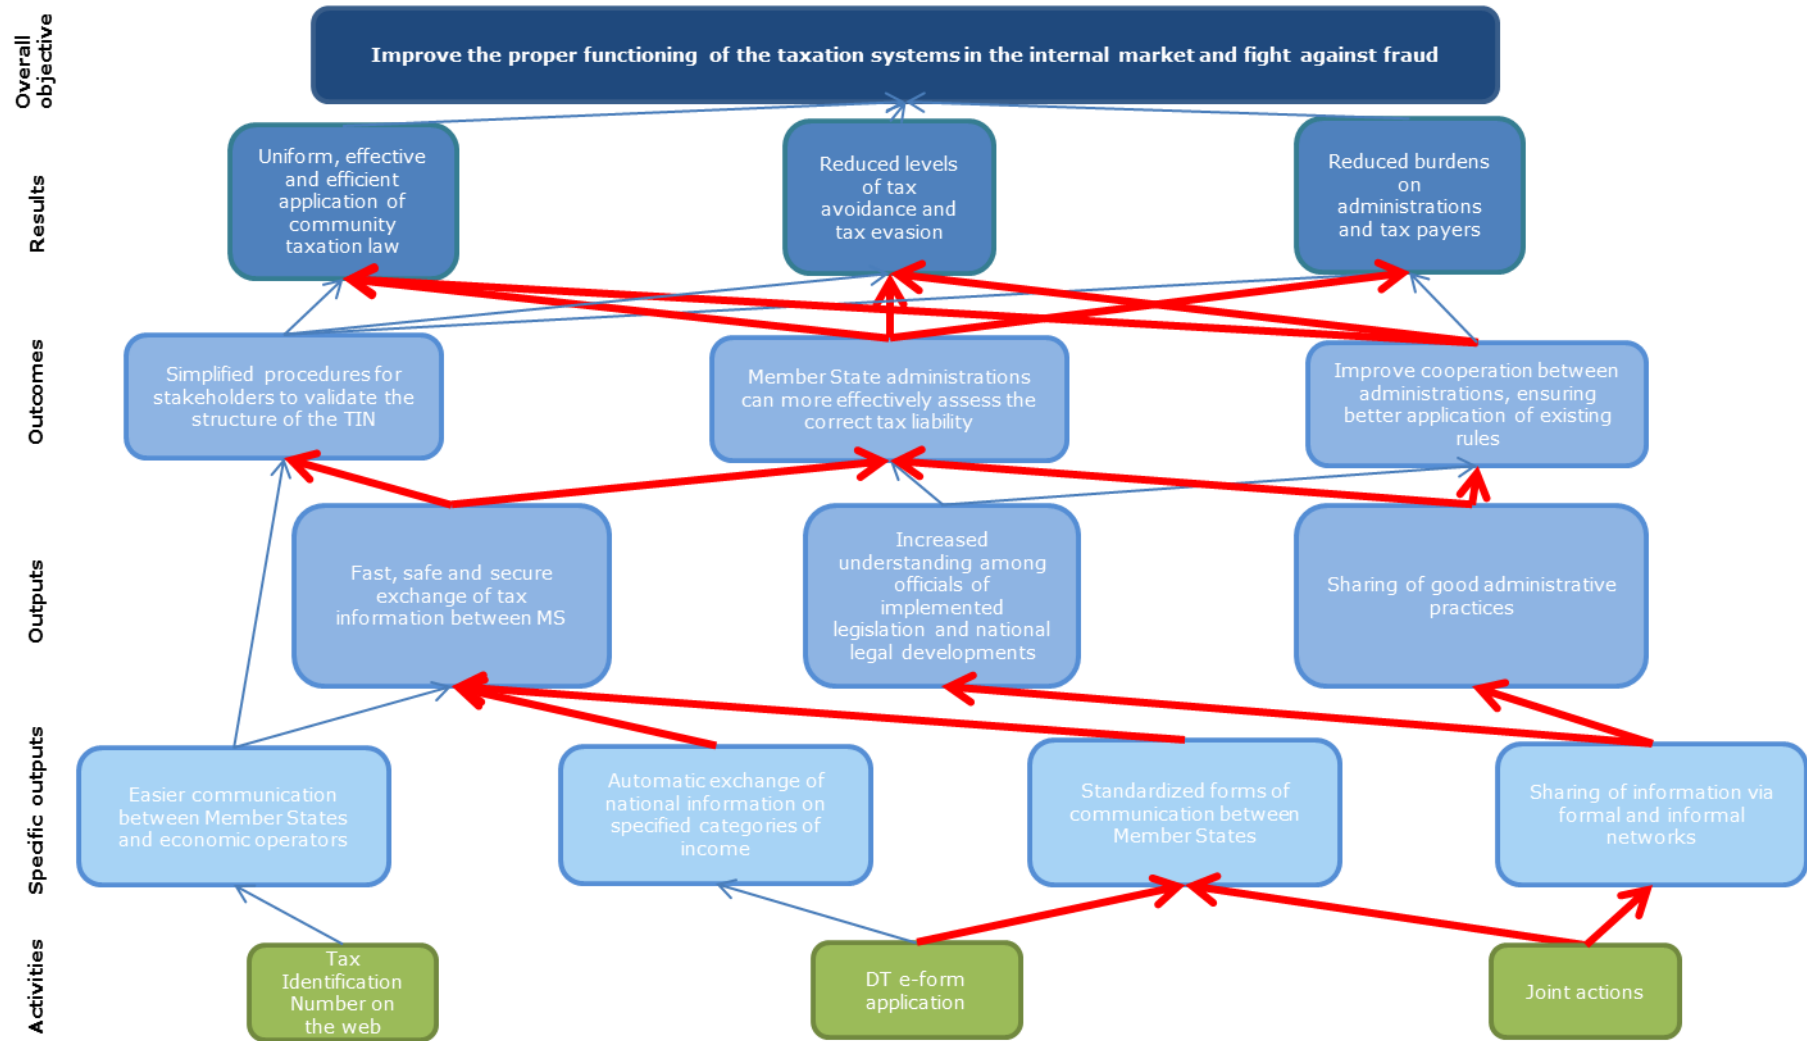 Overall
objective
Improve the proper functioning of the taxation systems in the internal market and fight against fraud
Results
Uniform, effective
and efficient
application of
community
taxation law
Reduced levels
of tax
avoidance and
tax evasion
Reduced burdens
on
administrations
and tax payers
Outcomes
Simplified procedures for
stakeholders to validate the
structure of the TIN
Member State administrations
can more effectively assess the
correct tax liability
Improve cooperation between
administrations, ensuring
better application of existing
rules
Outputs
Fast, safe and secure
exchange of tax
information between MS
Increased
understanding among
officials of
implemented
legislation and national
legal developments
Sharing of good administrative
practices
Specific outputs
Easier communication
between Member States
and economic operators
Automatic exchange of
national information on
specified categories of
income
Standardized forms of
communication between
Member States
Sharing of information via
formal and informal
networks
Activities
Tax
Identification
Number on
the web
DT e-form
application
Joint actions